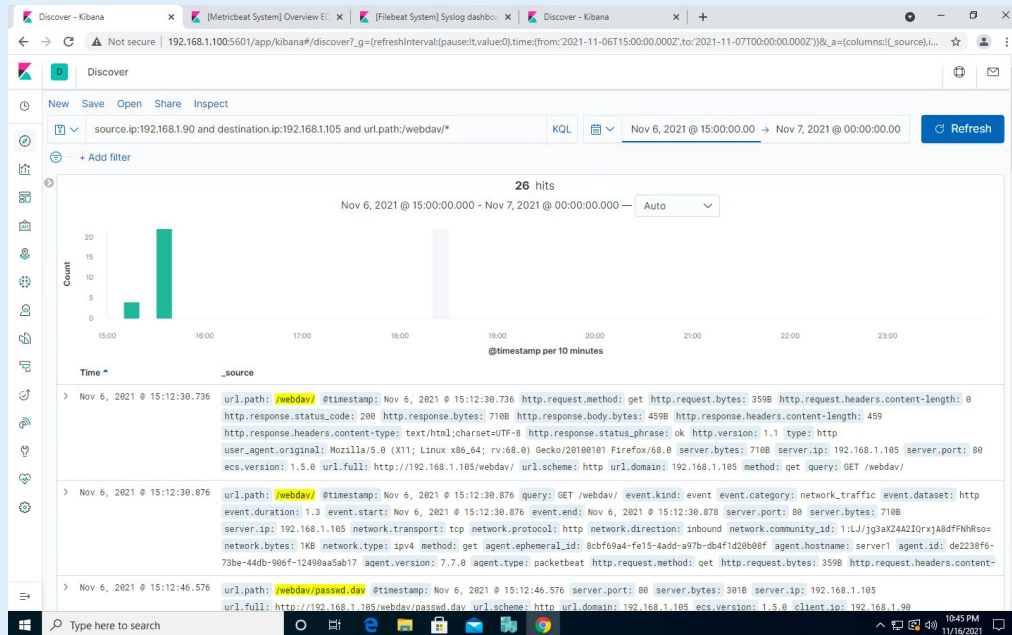 Discover - Kibana
[Metricbeat System] Overview EC
[Filebeat System] Syslog dashboa
Discover - Kibana
Not secure | 192.168.1.100:5601/app/kibana#/discover?_g=(refreshInterval:(pause:!t,value:0),time:(from:'2021-11-06T15:00:00.000Z',to:'2021-11-07T00:00:00.000Z'))&_a=(columns:!(_source),i...
D Discover
New Save Open Share Inspect
source.ip:192.168.1.90 and destination.ip:192.168.1.105 and url.path:/webdav/* KQL Nov 6, 2021 @ 15:00:00.00 → Nov 7, 2021 @ 00:00:00.00 Refresh
+ Add filter
26 hits
Nov 6, 2021 @ 15:00:00.000 - Nov 7, 2021 @ 00:00:00.000 — Auto
Count
20
15
10
5
0
15:00 16:00 17:00 18:00 19:00 20:00 21:00 22:00 23:00
@timestamp per 10 minutes
Time _source
Nov 6, 2021 @ 15:12:30.736 url.path: /webdav/ @timestamp: Nov 6, 2021 @ 15:12:30.736 http.request.method: get http.request.bytes: 359B http.request.headers.content-length: 0
http.response.status_code: 200 http.response.bytes: 710B http.response.body.bytes: 459B http.response.headers.content-length: 459
http.response.headers.content-type: text/html;charset=UTF-8 http.response.status_phrase: ok http.version: 1.1 type: http
user_agent.original: Mozilla/5.0 (X11; Linux x86_64; rv:68.0) Gecko/20100101 Firefox/68.0 server.bytes: 710B server.ip: 192.168.1.105 server.port: 80
ecs.version: 1.5.0 url.full: http://192.168.1.105/webdav/ url.scheme: http url.domain: 192.168.1.105 method: get query: GET /webdav/
Nov 6, 2021 @ 15:12:30.876 url.path: /webdav/ @timestamp: Nov 6, 2021 @ 15:12:30.876 query: GET /webdav/ event.kind: event event.category: network_traffic event.dataset: http
event.duration: 1.3 event.start: Nov 6, 2021 @ 15:12:30.876 event.end: Nov 6, 2021 @ 15:12:30.878 server.port: 80 server.bytes: 710B
server.ip: 192.168.1.105 network.transport: tcp network.protocol: http network.direction: inbound network.community_id: 1:LJ/jg3aXZ4A2IQrxjA8dfFNhRso=
network.bytes: 1KB network.type: ipv4 method: get agent.ephemeral_id: 8cbf69a4-fe15-4add-a97b-db4f1d20b08f agent.hostname: server1 agent.id: de2238f6-
73be-44db-906f-12490aa5ab17 agent.version: 7.7.0 agent.type: packetbeat http.request.method: get http.request.bytes: 359B http.request.headers.content-
Nov 6, 2021 @ 15:12:46.576 url.path: /webdav/passwd.dav @timestamp: Nov 6, 2021 @ 15:12:46.576 server.port: 80 server.bytes: 301B server.ip: 192.168.1.105
url.full: http://192.168.1.105/webdav/passwd.dav url.scheme: http url.domain: 192.168.1.105 ecs.version: 1.5.0 client.ip: 192.168.1.90
Type here to search
10:45 PM
11/16/2021